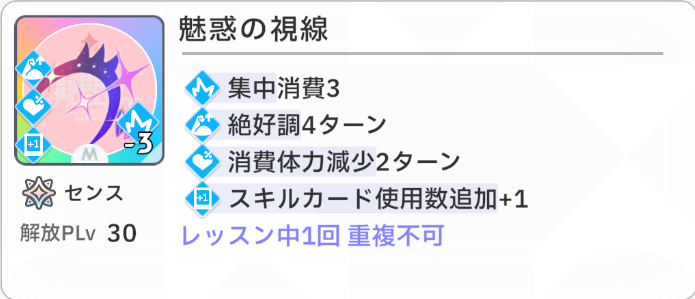 魅惑の視線
集中消費3
絶好調4ターン
消費体力減少2ターン
+1 スキルカード使用数追加+1
レッスン中1回 重複不可
+1
-3
M
センス
解放PLv 30